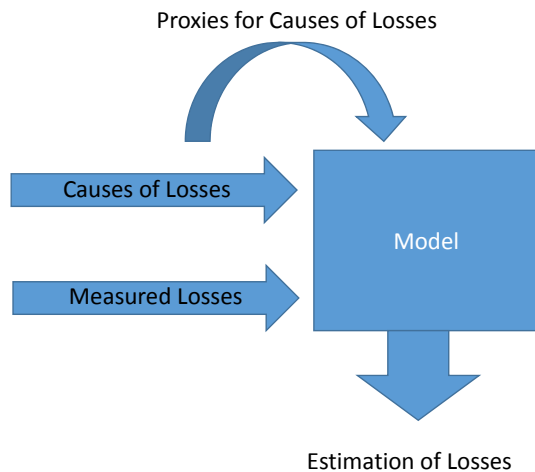 Proxies for Causes of Losses
Causes of Losses
Model
Measured Losses
Estimation of Losses